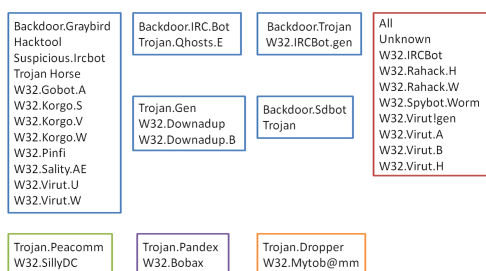 Backdoor.Graybird
Hacktool
Suspicious.Ircbot
Trojan Horse
W32.Gobot.A
W32.Korgo.S
W32.Korgo.V
W32.Korgo.W
W32.Pinfi
W32.Sality.AE
W32.Virut.U
W32.Virut.W
Backdoor.IRC.Bot
Trojan.Qhosts.E
Backdoor.Trojan
W32.IRCBot.gen
Trojan.Gen
W32.Downadup
W32.Downadup.B
Backdoor.Sdbot
Trojan
All
Unknown
W32.IRCBot
W32.Rahack.H
W32.Rahack.W
W32.Spybot.Worm
W32.Virut!gen
W32.Virut.A
W32.Virut.B
W32.Virut.H
Trojan.Peacomm
W32.SillyDC
Trojan.Pandex
W32.Bobax
Trojan.Dropper
W32.Mytob@mm